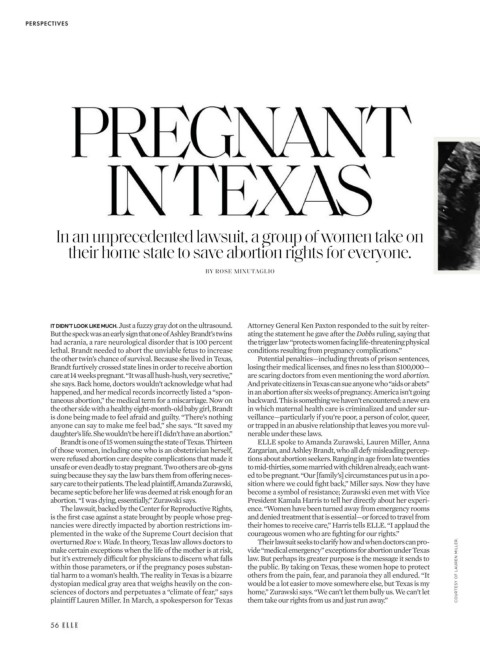 PERSPECTIVES
PREGNANT
IN TEXAS
In an unprecedented lawsuit, a group of women take on
their home state to save abortion rights for everyone.
BY ROSE MINUTAGLIO
IT DIDN'T LOOK LIKE MUCH. Just a fuzzy gray dot on the ultrasound.
But the speck was an early sign that one of Ashley Brandt's twins
had acrania, a rare neurological disorder that is 100 percent
lethal. Brandt needed to abort the unviable fetus to increase
the other twin's chance of survival. Because she lived in Texas,
Brandt furtively crossed state lines in order to receive abortion
care at 14 weeks pregnant. "It was all hush-hush, very secretive,"
she says. Back home, doctors wouldn't acknowledge what had
happened, and her medical records incorrectly listed a "spon-
taneous abortion," the medical term for a miscarriage. Now on
the other side with a healthy eight-month-old baby girl, Brandt
is done being made to feel afraid and guilty. "There's nothing
anyone can say to make me feel bad," she says. "It saved my
daughter's life. She wouldn't be here if I didn't have an abortion."
Brandt is one of 13 women suing the state of Texas. Thirteen
of those women, including one who is an obstetrician herself,
were refused abortion care despite complications that made it
unsafe or even deadly to stay pregnant. Two others are ob-gyns
suing because they say the law bars them from offering neces-
sary care to their patients. The lead plaintiff, Amanda Zurawski,
became septic before her life was deemed at risk enough for an
abortion. "I was dying, essentially," Zurawski says.
The lawsuit, backed by the Center for Reproductive Rights,
is the first case against a state brought by people whose preg-
nancies were directly impacted by abortion restrictions im-
plemented in the wake of the Supreme Court decision that
overturned Roe v. Wade. In theory, Texas law allows doctors to
make certain exceptions when the life of the mother is at risk,
but it's extremely difficult for physicians to discern what falls
within those parameters, or if the pregnancy poses substan-
tial harm to a woman's health. The reality in Texas is a bizarre
dystopian medical gray area that weighs heavily on the con-
sciences of doctors and perpetuates a "climate of fear," says
plaintiff Lauren Miller. In March, a spokesperson for Texas
Attorney General Ken Paxton responded to the suit by reiter-
ating the statement he gave after the Dobbs ruling, saying that
the trigger law "protects women facing life-threatening physical
conditions resulting from pregnancy complications."
Potential penalties—including threats of prison sentences,
losing their medical licenses, and fines no less than $100,000—
are scaring doctors from even mentioning the word abortion.
And private citizens in Texas can sue anyone who "aids or abets"
in an abortion after six weeks of pregnancy. America isn't going
backward. This is something we haven't encountered: a new era
in which maternal health care is criminalized and under sur-
veillance—particularly if you're poor, a person of color, queer,
or trapped in an abusive relationship that leaves you more vul-
nerable under these laws.
ELLE spoke to Amanda Zurawski, Lauren Miller, Anna
Zargarian, and Ashley Brandt, who all defy misleading percep-
tions about abortion seekers. Ranging in age from late twenties
to mid-thirties, some married with children already, each want-
ed to be pregnant. "Our [family's] circumstances put us in a po-
sition where we could fight back," Miller says. Now they have
become a symbol of resistance; Zurawski even met with Vice
President Kamala Harris to tell her directly about her experi-
ence. "Women have been turned away from emergency rooms
and denied treatment that is essential—or forced to travel from
their homes to receive care," Harris tells ELLE. "I applaud the
courageous women who are fighting for our rights."
Their lawsuit seeks to clarify how and when doctors can pro-
vide "medical emergency" exceptions for abortion under Texas
law. But perhaps its greater purpose is the message it sends to
the public. By taking on Texas, these women hope to protect
others from the pain, fear, and paranoia they all endured. "It
would be a lot easier to move somewhere else, but Texas is my
home," Zurawski says. "We can't let them bully us. We can't let
them take our rights from us and just run away."
COURTESY OF LAUREN MILLER.
56 ELLE